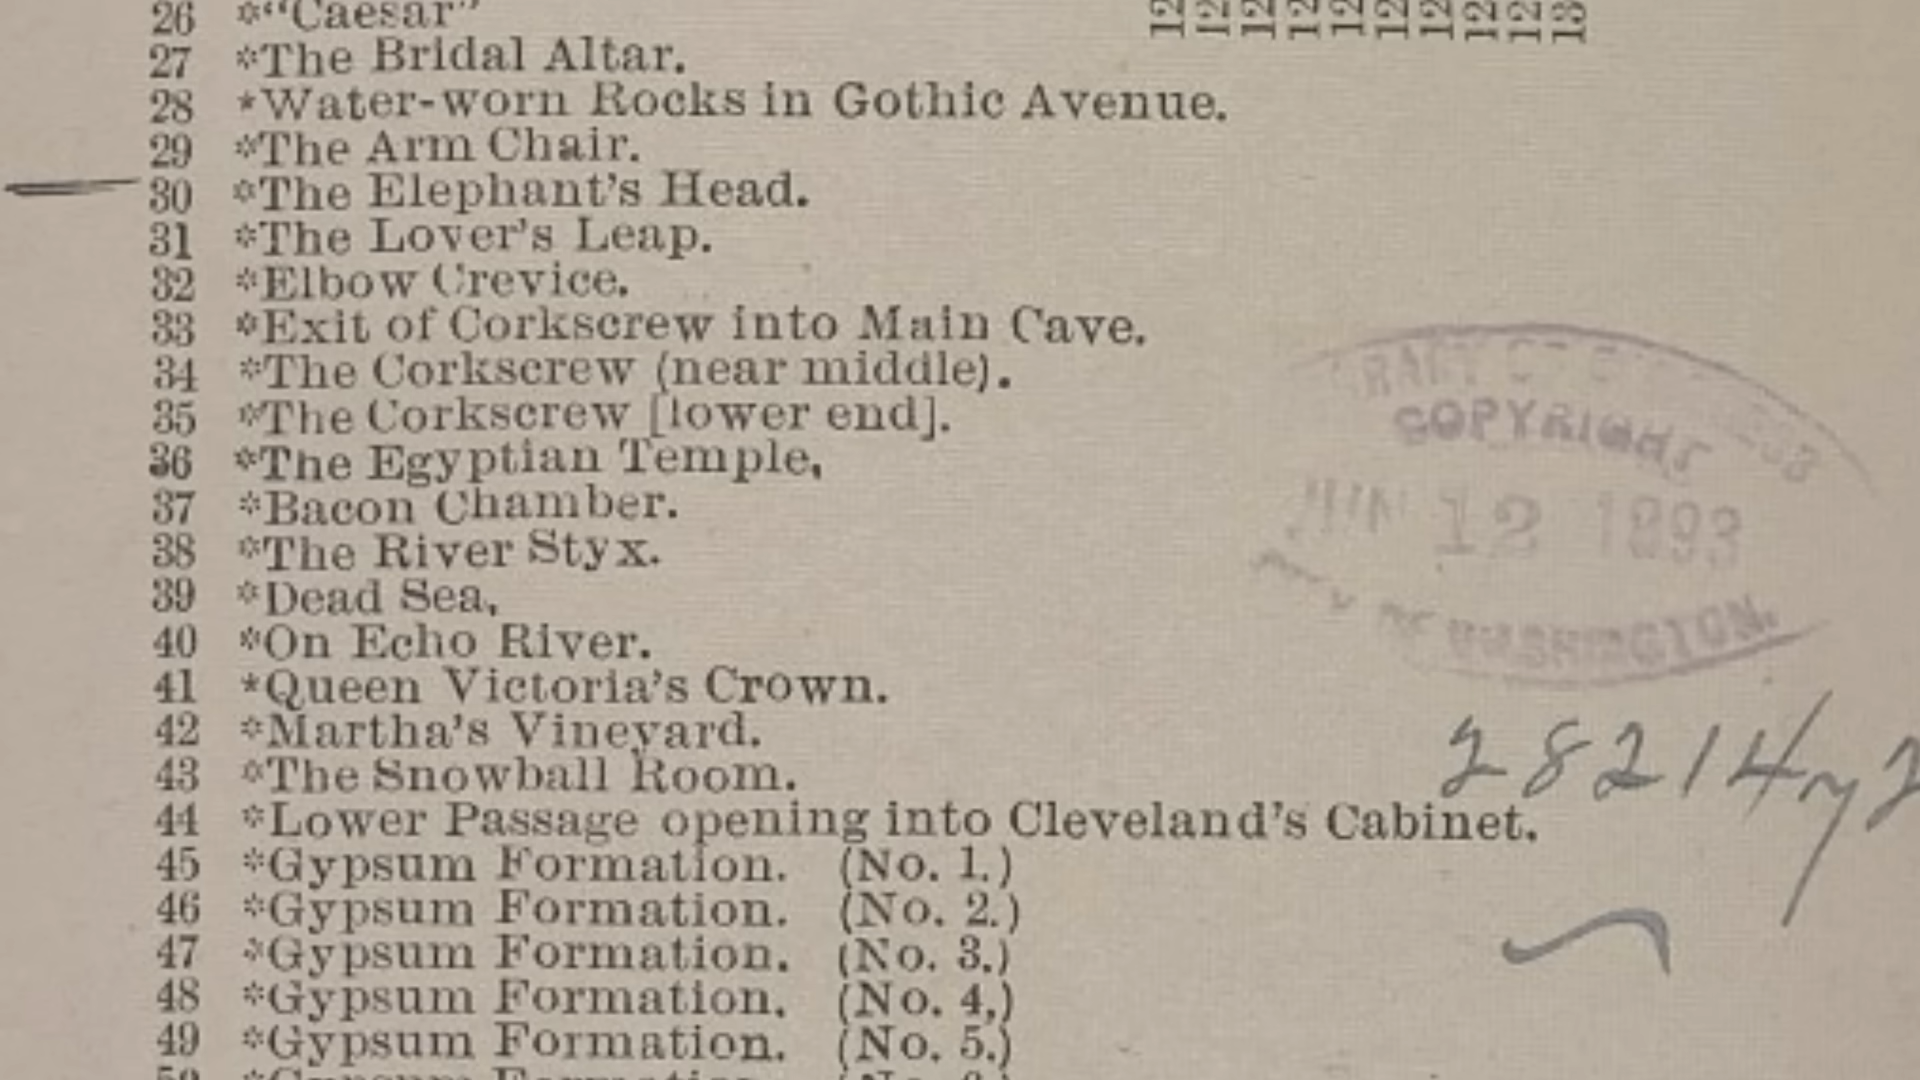 26 *"Caesar"
27 *The Bridal Altar.
28 *Water-worn Rocks in Gothic Avenue.
29 *The Arm Chair.
30 *The Elephant's Head.
31 *The Lover's Leap.
32 *Elbow Crevice.
33 *Exit of Corkscrew into Main Cave.
34 *The Corkscrew (near middle).
35 *The Corkscrew [lower end].
36 *The Egyptian Temple,
37 *Bacon Chamber.
38 *The River Styx.
39 *Dead Sea,
40 *On Echo River.
41 *Queen Victoria's Crown.
42 *Martha's Vineyard.
43 *The Snowball Room.
44 *Lower Passage opening into Cleveland's Cabinet.
45 *Gypsum Formation. (No. 1.)
46 *Gypsum Formation. (No. 2.)
47 *Gypsum Formation. (No. 3.)
48 *Gypsum Formation. (No. 4,)
49 *Gypsum Formation. (No. 5.)
COPYRIGHT
JUN 12 1893
WASHINGTON.
28214